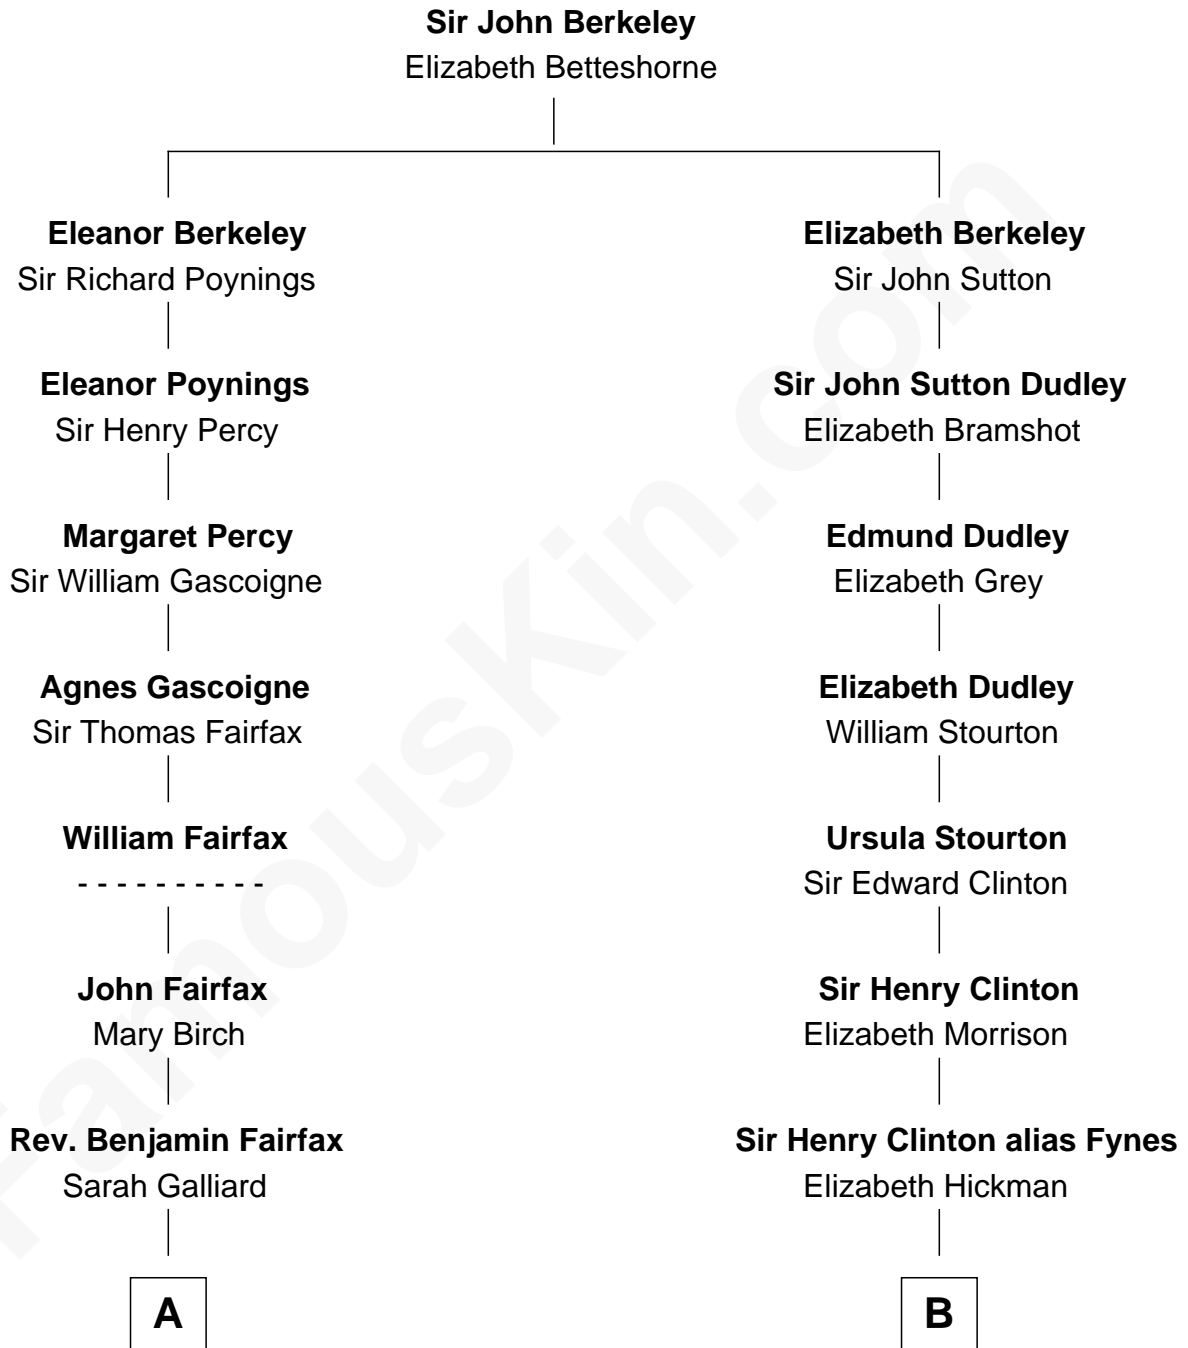 Sir John Berkeley
Elizabeth Betteshorne
Eleanor Berkeley
Sir Richard Poynings
Elizabeth Berkeley
Sir John Sutton
Eleanor Poynings
Sir Henry Percy
Sir John Sutton Dudley
Elizabeth Bramshot
Margaret Percy
Sir William Gascoigne
Edmund Dudley
Elizabeth Grey
Agnes Gascoigne
Sir Thomas Fairfax
Elizabeth Dudley
William Stourton
William Fairfax
- - - - - - - - - -
Ursula Stourton
Sir Edward Clinton
John Fairfax
Mary Birch
Sir Henry Clinton
Elizabeth Morrison
Rev. Benjamin Fairfax
Sarah Galliard
Sir Henry Clinton alias Fynes
Elizabeth Hickman
A
B
FamousKin.com